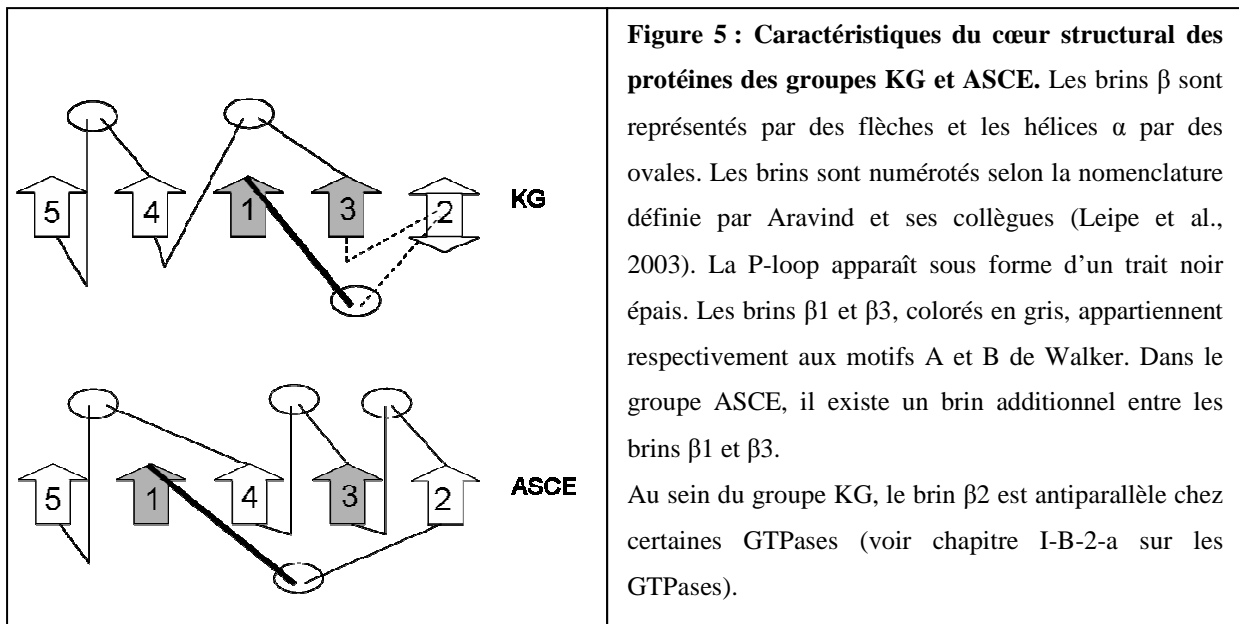 5 4 1 3 2 KG
5 1 4 3 2 ASCE
Figure 5 : Caractéristiques du cœur structural des
protéines des groupes KG et ASCE. Les brins β sont
représentés par des flèches et les hélices α par des
ovales. Les brins sont numérotés selon la nomenclature
définie par Aravind et ses collègues (Leipe et al.,
2003). La P-loop apparaît sous forme d’un trait noir
épais. Les brins β1 et β3, colorés en gris, appartiennent
respectivement aux motifs A et B de Walker. Dans le
groupe ASCE, il existe un brin additionnel entre les
brins β1 et β3.
Au sein du groupe KG, le brin β2 est antiparallèle chez
certaines GTPases (voir chapitre I-B-2-a sur les
GTPases).